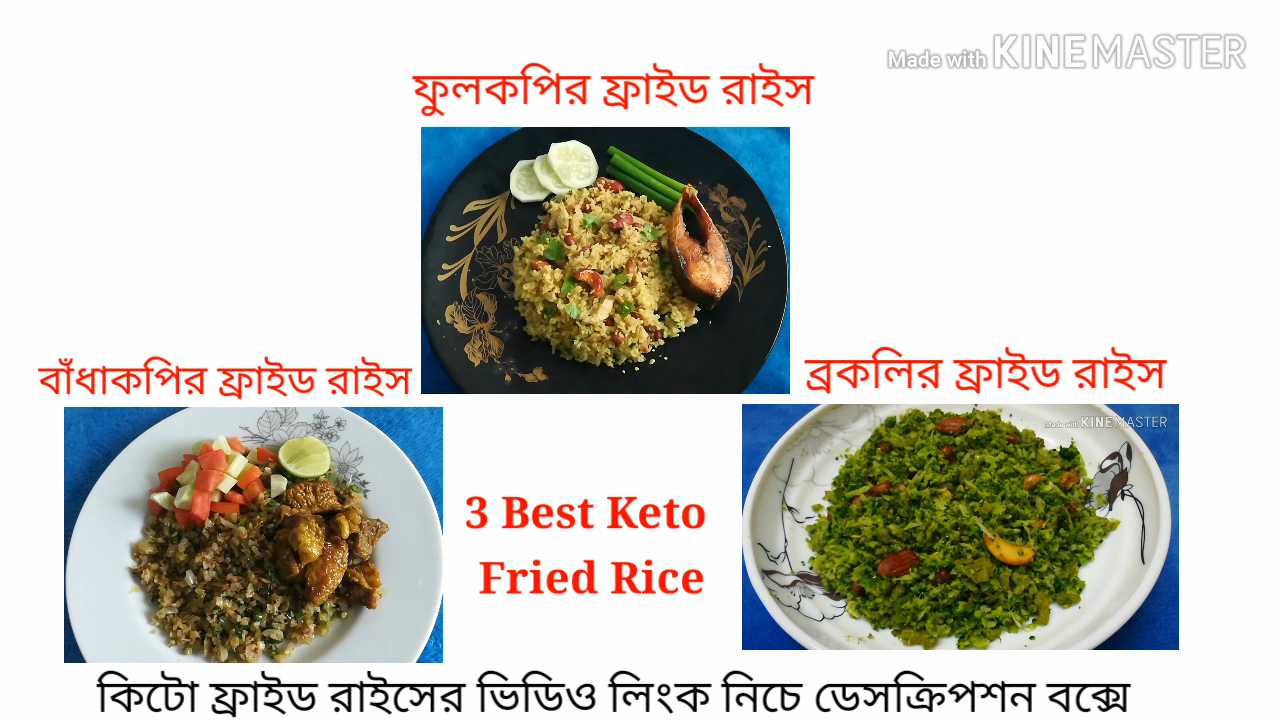 Made with KINEMASTER
ফুলকপির ফ্রাইড রাইস
বাঁধাকপির ফ্রাইড রাইস
ব্রকলির ফ্রাইড রাইস
Made with KINEMASTER
3 Best Keto
Fried Rice
কিটো ফ্রাইড রাইসের ভিডিও লিংক নিচে ডেসক্রিপশন বক্সে